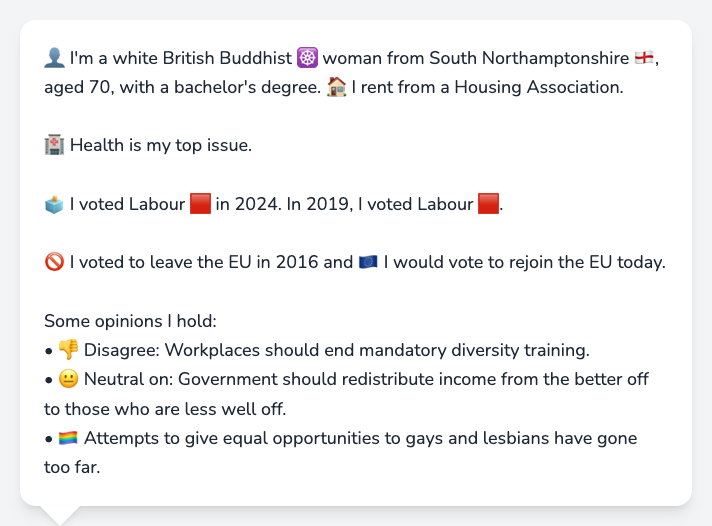 👤 I'm a white British Buddhist ☸️ woman from South Northamptonshire 🏴󠁧󠁢󠁥󠁮󠁧󠁿,
aged 70, with a bachelor's degree. 🏠 I rent from a Housing Association.
🏥 Health is my top issue.
🗳️ I voted Labour 🟥 in 2024. In 2019, I voted Labour 🟥.
🚫 I voted to leave the EU in 2016 and 🇪🇺 I would vote to rejoin the EU today.
Some opinions I hold:
• 👎 Disagree: Workplaces should end mandatory diversity training.
• 😐 Neutral on: Government should redistribute income from the better off
to those who are less well off.
• 🏳️‍🌈 Attempts to give equal opportunities to gays and lesbians have gone
too far.